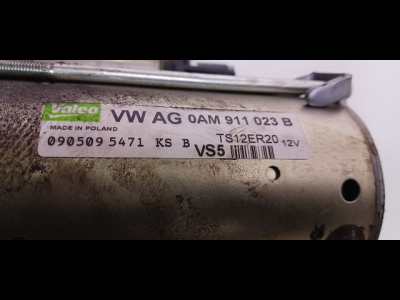 Valeo VW AG 0AM 911 023 B
MADE IN POLAND TS12ER20 12V
090509 5471 KS B VS5